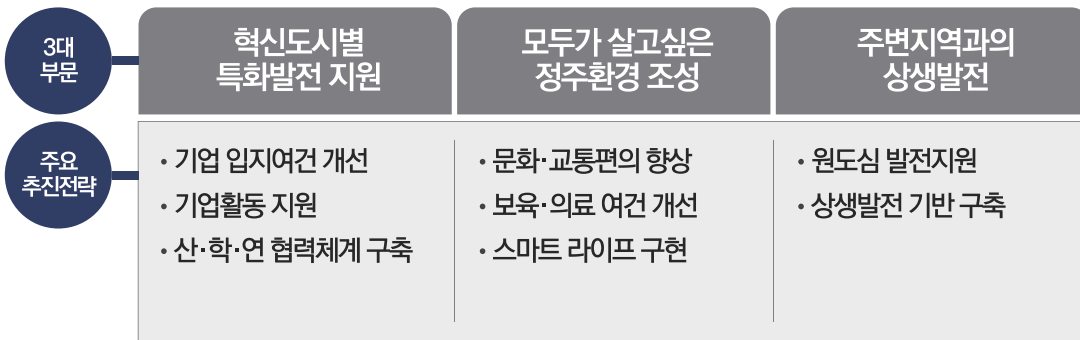 3대
부문
혁신도시별
특화발전 지원
모두가 살고싶은
정주환경 조성
주변지역과의
상생발전
주요
추진전략
• 기업 입지여건 개선
• 기업활동 지원
• 산·학·연 협력체계 구축
• 문화·교통편의 향상
• 보육·의료 여건 개선
• 스마트 라이프 구현
• 원도심 발전지원
• 상생발전 기반 구축